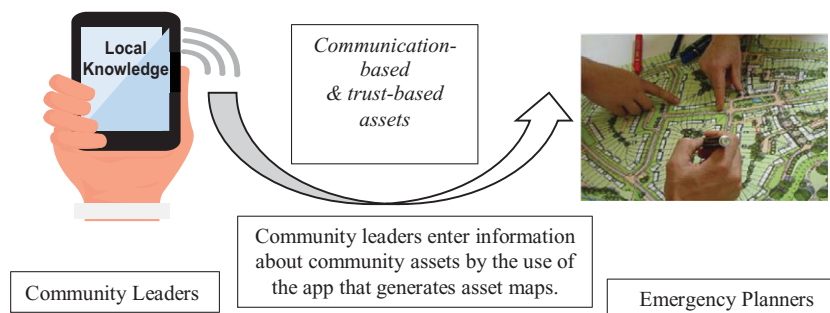 Local
Knowledge
Communication-
based
& trust-based
assets
Community leaders enter information
about community assets by the use of
the app that generates asset maps.
Community Leaders
Emergency Planners